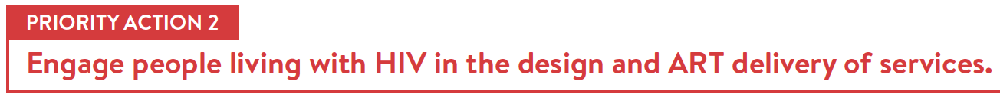 PRIORITY ACTION 2
Engage people living with HIV in the design and ART delivery of services.